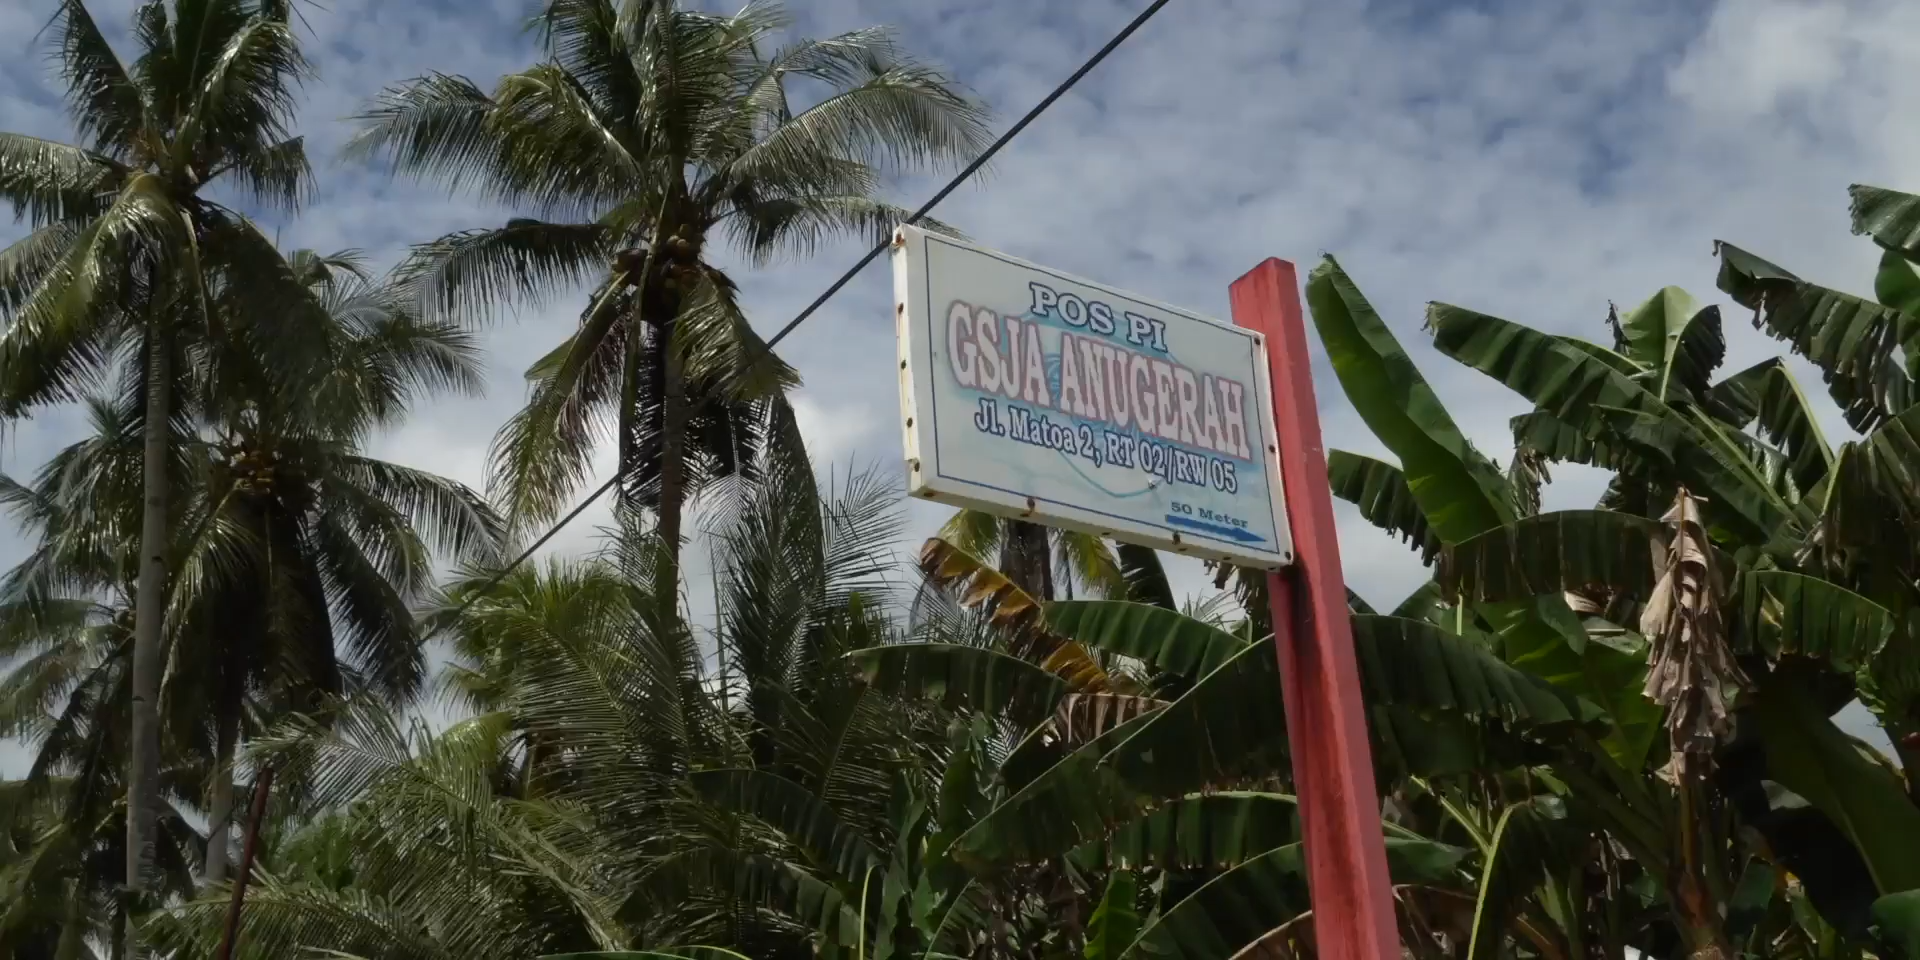 POS PI
GSJA ANUGERAH
Jl. Matoa 2, RT 02/RW 05
50 Meter